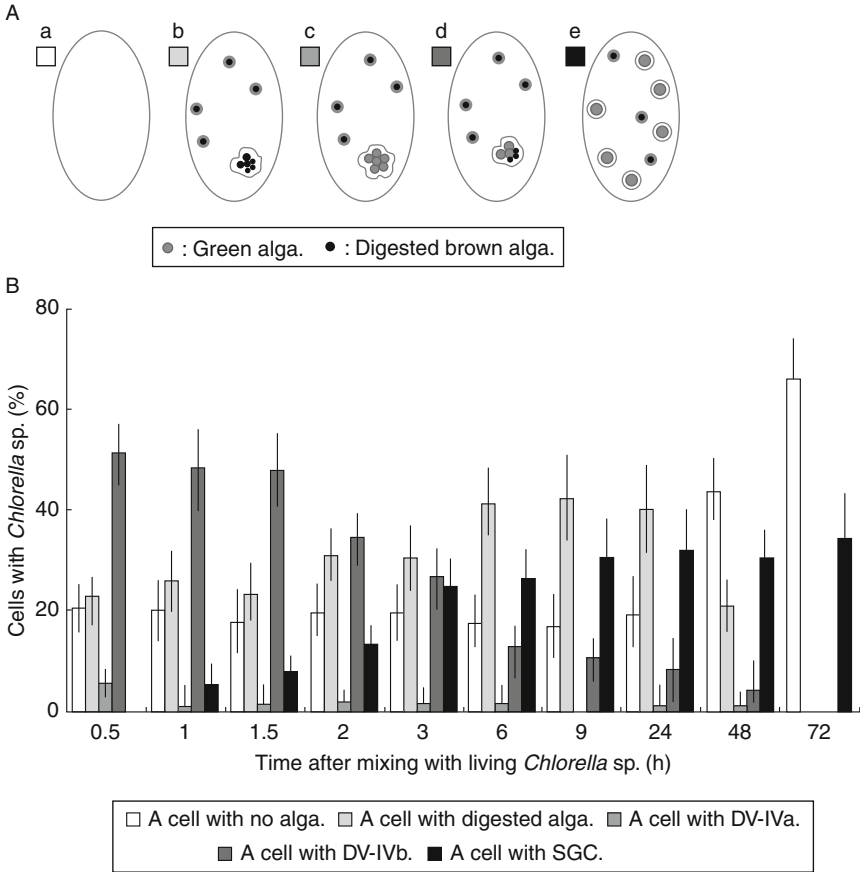 A
a b c d e
: Green alga. : Digested brown alga.
B
80
60
40
20
0
Cells with Chlorella sp. (%)
0.5 1 1.5 2 3 6 9 24 48 72
Time after mixing with living Chlorella sp. (h)
A cell with no alga. A cell with digested alga. A cell with DV-IVa.
A cell with DV-IVb. A cell with SGC.